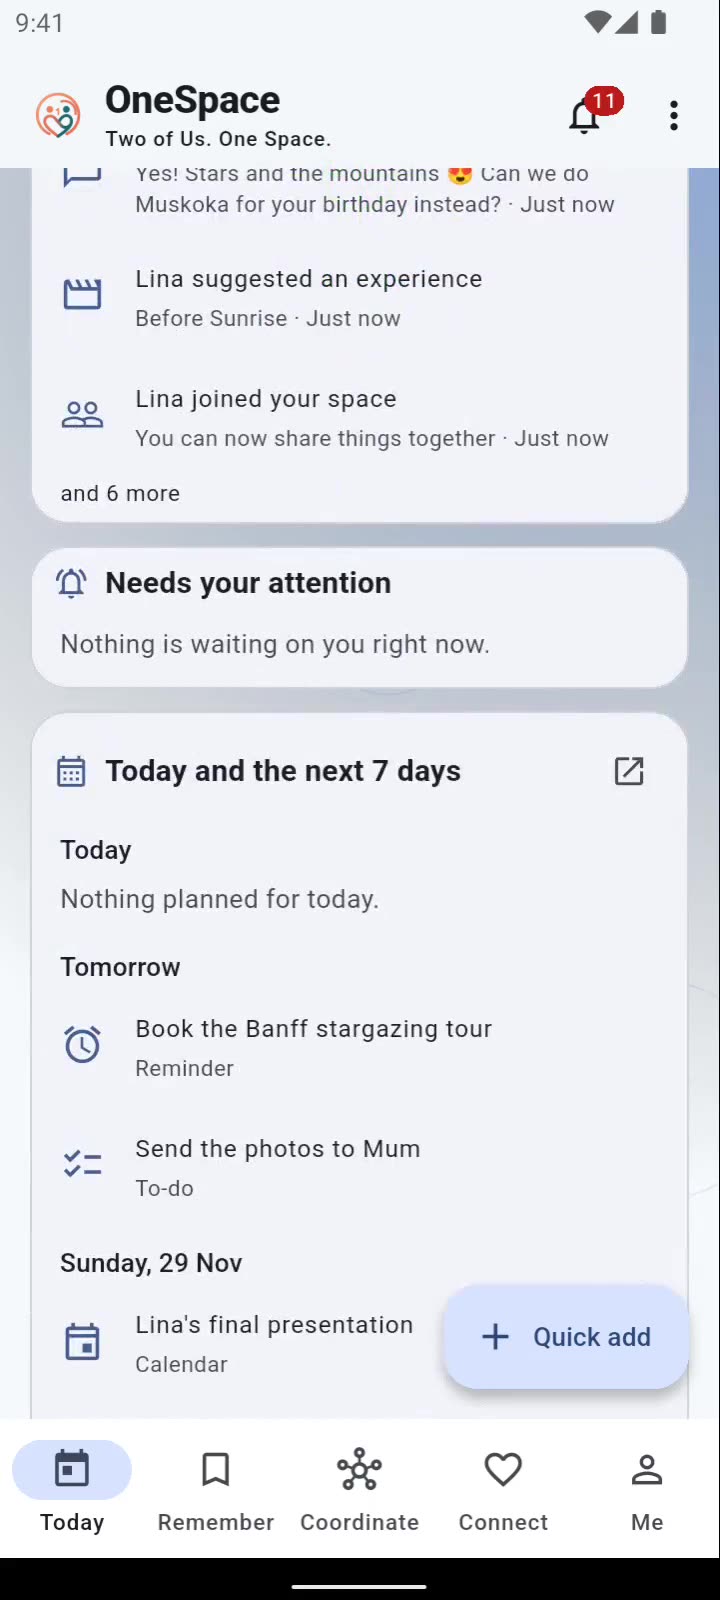 9:41
OneSpace
Two of Us. One Space.
11
Yes! Stars and the mountains 😍 Can we do
Muskoka for your birthday instead? · Just now
Lina suggested an experience
Before Sunrise · Just now
Lina joined your space
You can now share things together · Just now
and 6 more
Needs your attention
Nothing is waiting on you right now.
Today and the next 7 days
Today
Nothing planned for today.
Tomorrow
Book the Banff stargazing tour
Reminder
Send the photos to Mum
To-do
Sunday, 29 Nov
Lina's final presentation
Calendar
Quick add
Today
Remember
Coordinate
Connect
Me